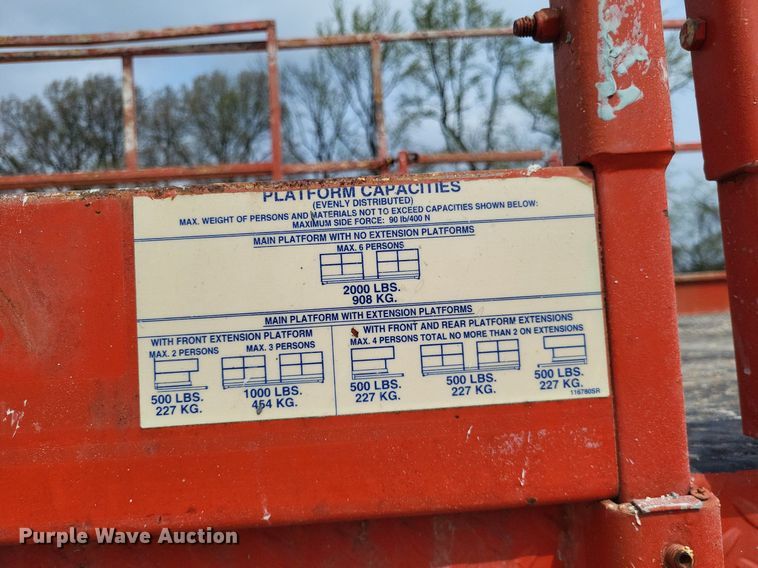 PLATFORM CAPACITIES
(EVENLY DISTRIBUTED)
MAX. WEIGHT OF PERSONS AND MATERIALS NOT TO EXCEED CAPACITIES SHOWN BELOW:
MAXIMUM SIDE FORCE: 90 lb/400 N
MAIN PLATFORM WITH NO EXTENSION PLATFORMS
MAX. 6 PERSONS
2000 LBS.
908 KG.
MAIN PLATFORM WITH EXTENSION PLATFORMS
WITH FRONT EXTENSION PLATFORM
MAX. 2 PERSONS MAX. 3 PERSONS
500 LBS. 1000 LBS.
227 KG. 454 KG.
WITH FRONT AND REAR PLATFORM EXTENSIONS
MAX. 4 PERSONS TOTAL NO MORE THAN 2 ON EXTENSIONS
500 LBS. 500 LBS. 500 LBS.
227 KG. 227 KG. 227 KG.
116780SR
Purple Wave Auction